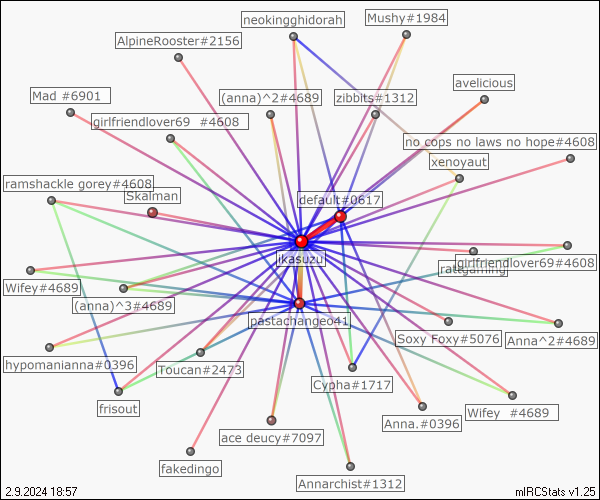 neokingghidorah
Mushy#1984
AlpineRooster#2156
avelicious
Mad #6901
(anna)^2#4689
zibbits#1312
girlfriendlover69 #4608
no cops no laws no hope#4608
xenoyaut
ramshackle gorey#4608
Skalman
default#0617
ikasuzu
girlfriendlover69#4608
Wifey#4689
(anna)^3#4689
pastachangeo41
Soxy Foxy#5076
Anna^2#4689
hypomanianna#0396
Toucan#2473
Cypha#1717
frisout
Anna.#0396
Wifey #4689
ace deucy#7097
fakedingo
Annarchist#1312
2.9.2024 18:57
mIRCStats v1.25